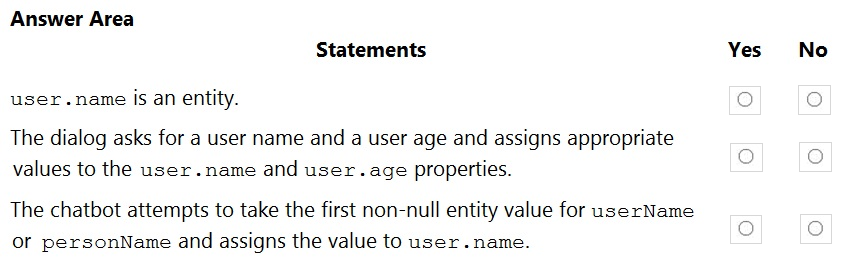 Answer Area
Statements Yes No
user.name is an entity.
The dialog asks for a user name and a user age and assigns appropriate
values to the user.name and user.age properties.
The chatbot attempts to take the first non-null entity value for userName
or personName and assigns the value to user.name.